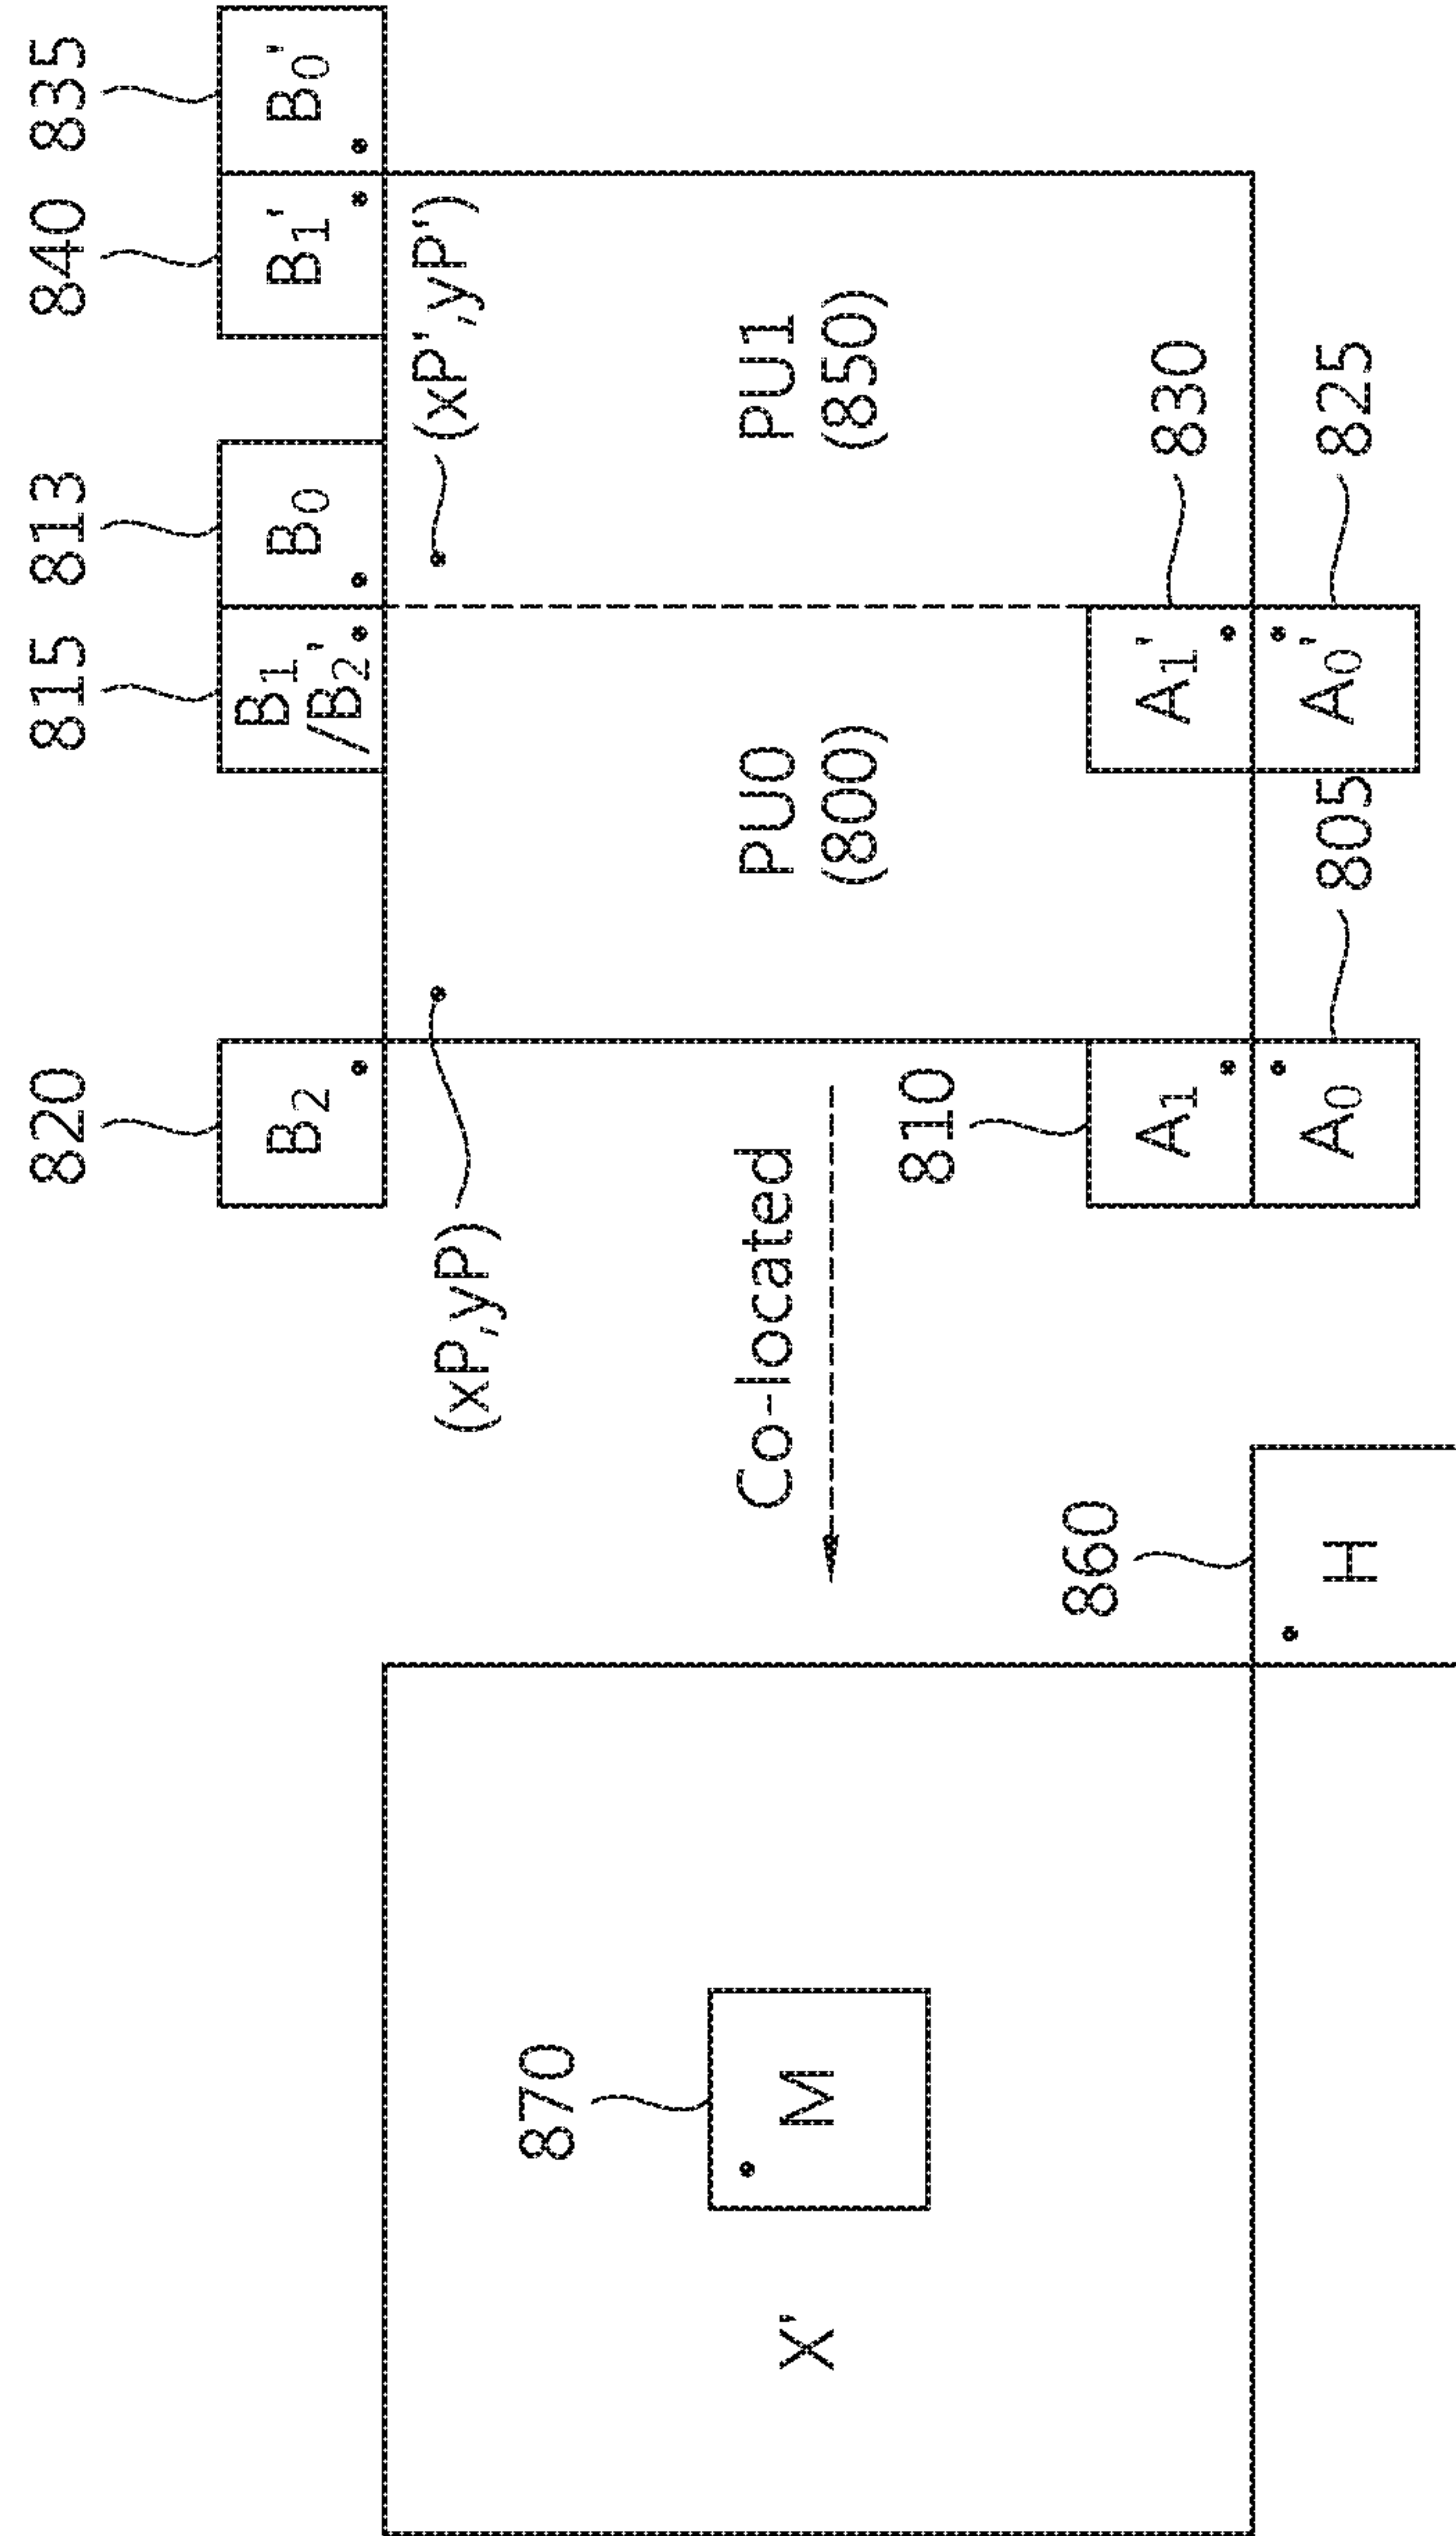 820
815
813
840
835
B₂
B₁
/B₂'
B₀
B₁'
B₀'
(xP,yP)
(xP',yP')
870
X'
M
Co-located
PU0
(800)
PU1
(850)
810
860
A₁
A₁'
830
H
A₀
805
A₀'
825